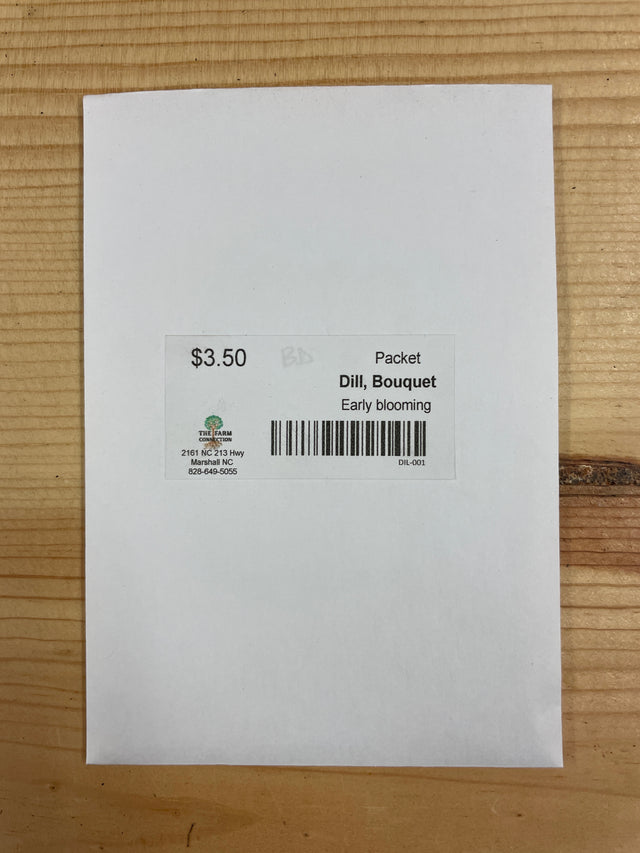 $3.50
BD
Packet
Dill, Bouquet
Early blooming
THE FARM
CONNECTION
2161 NC 213 Hwy
Marshall NC
828-649-5055
DIL-001